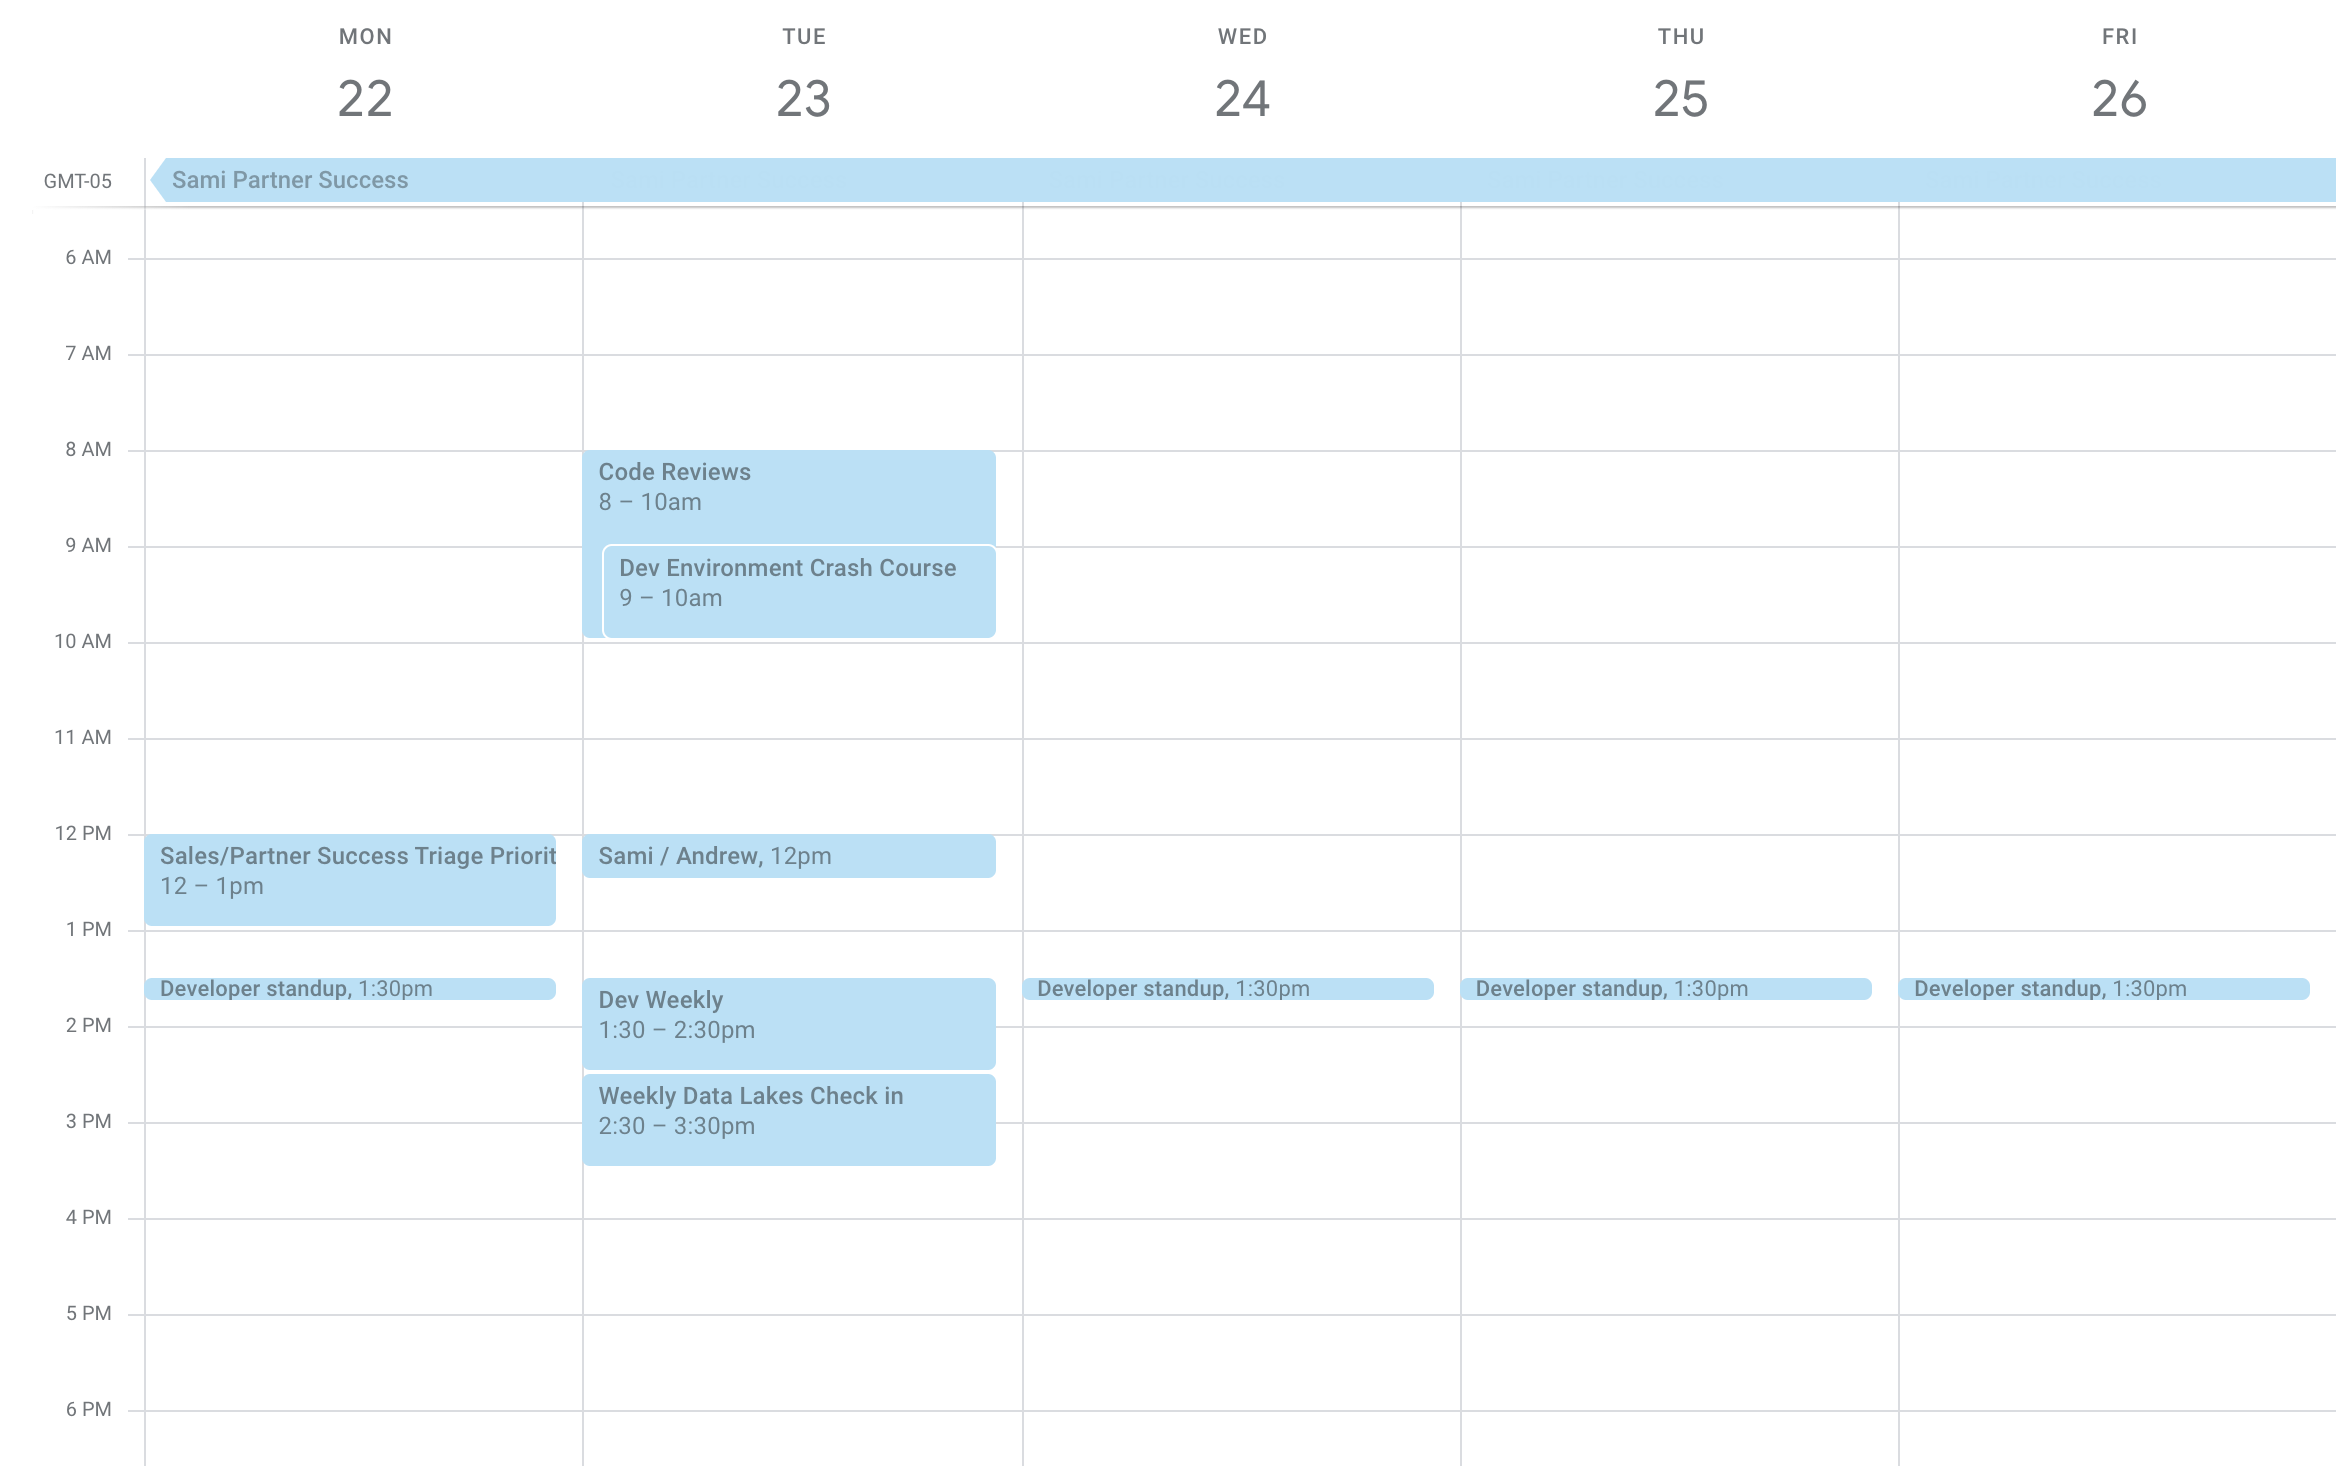 MON
TUE
WED
THU
FRI
22
23
24
25
26
GMT-05
Sami Partner Success
6 AM
7 AM
8 AM
Code Reviews
8 – 10am
9 AM
Dev Environment Crash Course
9 – 10am
10 AM
11 AM
12 PM
Sales/Partner Success Triage Priorit
12 – 1pm
Sami / Andrew, 12pm
1 PM
Developer standup, 1:30pm
Dev Weekly
1:30 – 2:30pm
Developer standup, 1:30pm
Developer standup, 1:30pm
Developer standup, 1:30pm
2 PM
Weekly Data Lakes Check in
2:30 – 3:30pm
3 PM
4 PM
5 PM
6 PM